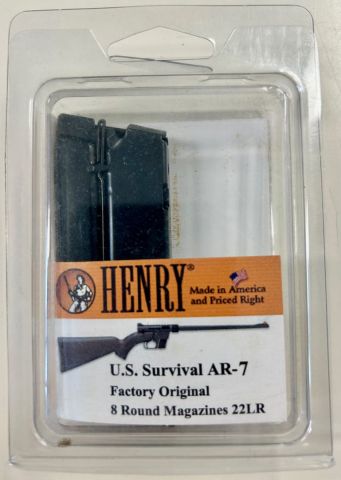 HENRY®
Made in America
and Priced Right
U.S. Survival AR-7
Factory Original
8 Round Magazines 22LR